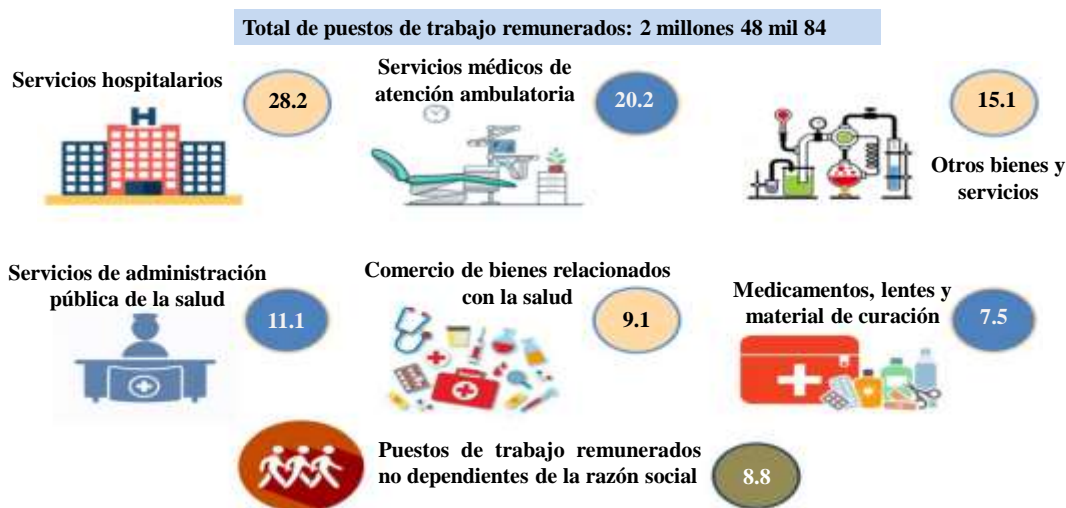 Total de puestos de trabajo remunerados: 2 millones 48 mil 84
Servicios hospitalarios
28.2
Servicios médicos de
atención ambulatoria
20.2
15.1
Otros bienes y
servicios
H
Servicios de administración
pública de la salud
11.1
Comercio de bienes relacionados
con la salud
9.1
Medicamentos, lentes y
material de curación
7.5
Puestos de trabajo remunerados
no dependientes de la razón social
8.8